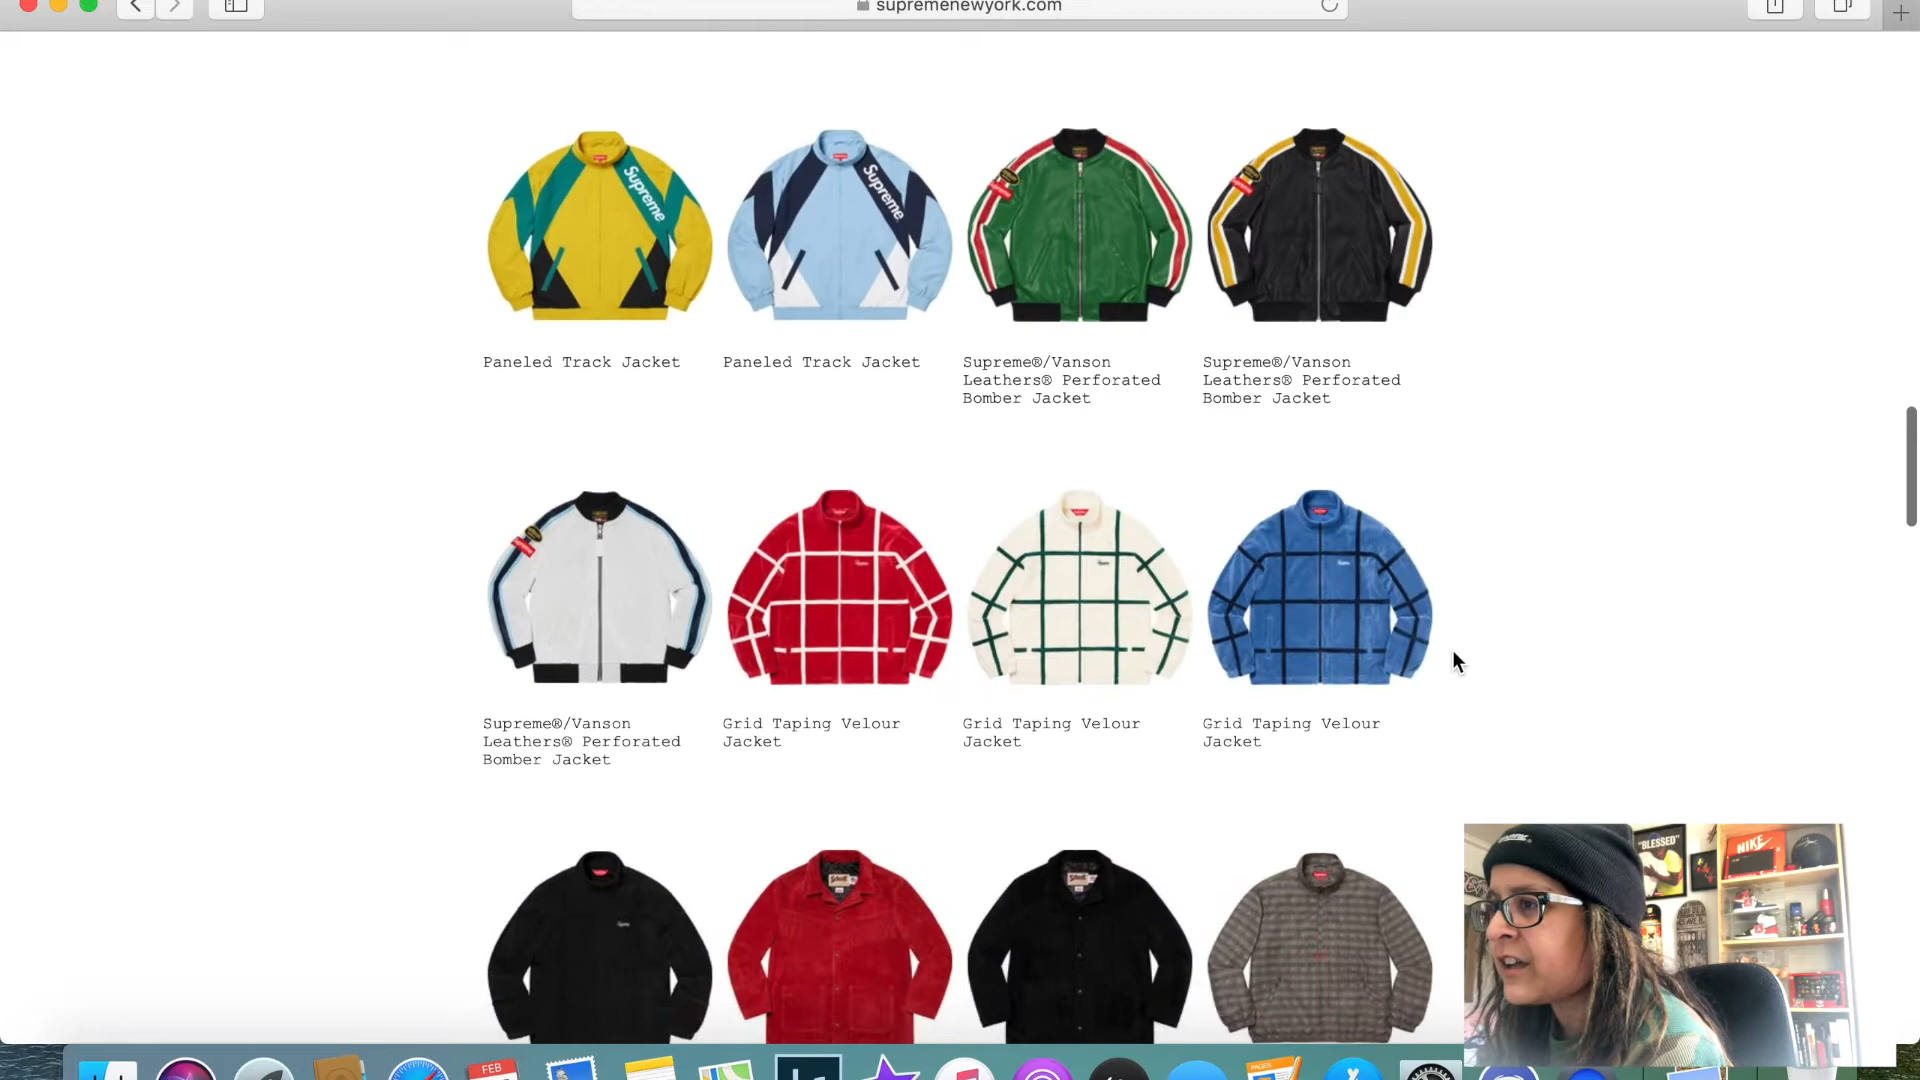 supremenewyork.com
Supreme
Supreme
Paneled Track Jacket
Paneled Track Jacket
Supreme®/Vanson
Leathers® Perforated
Bomber Jacket
Supreme®/Vanson
Leathers® Perforated
Bomber Jacket
Supreme®/Vanson
Leathers® Perforated
Bomber Jacket
Grid Taping Velour
Jacket
Grid Taping Velour
Jacket
Grid Taping Velour
Jacket
"BLESSED"
NIKE
FEB
PAGES